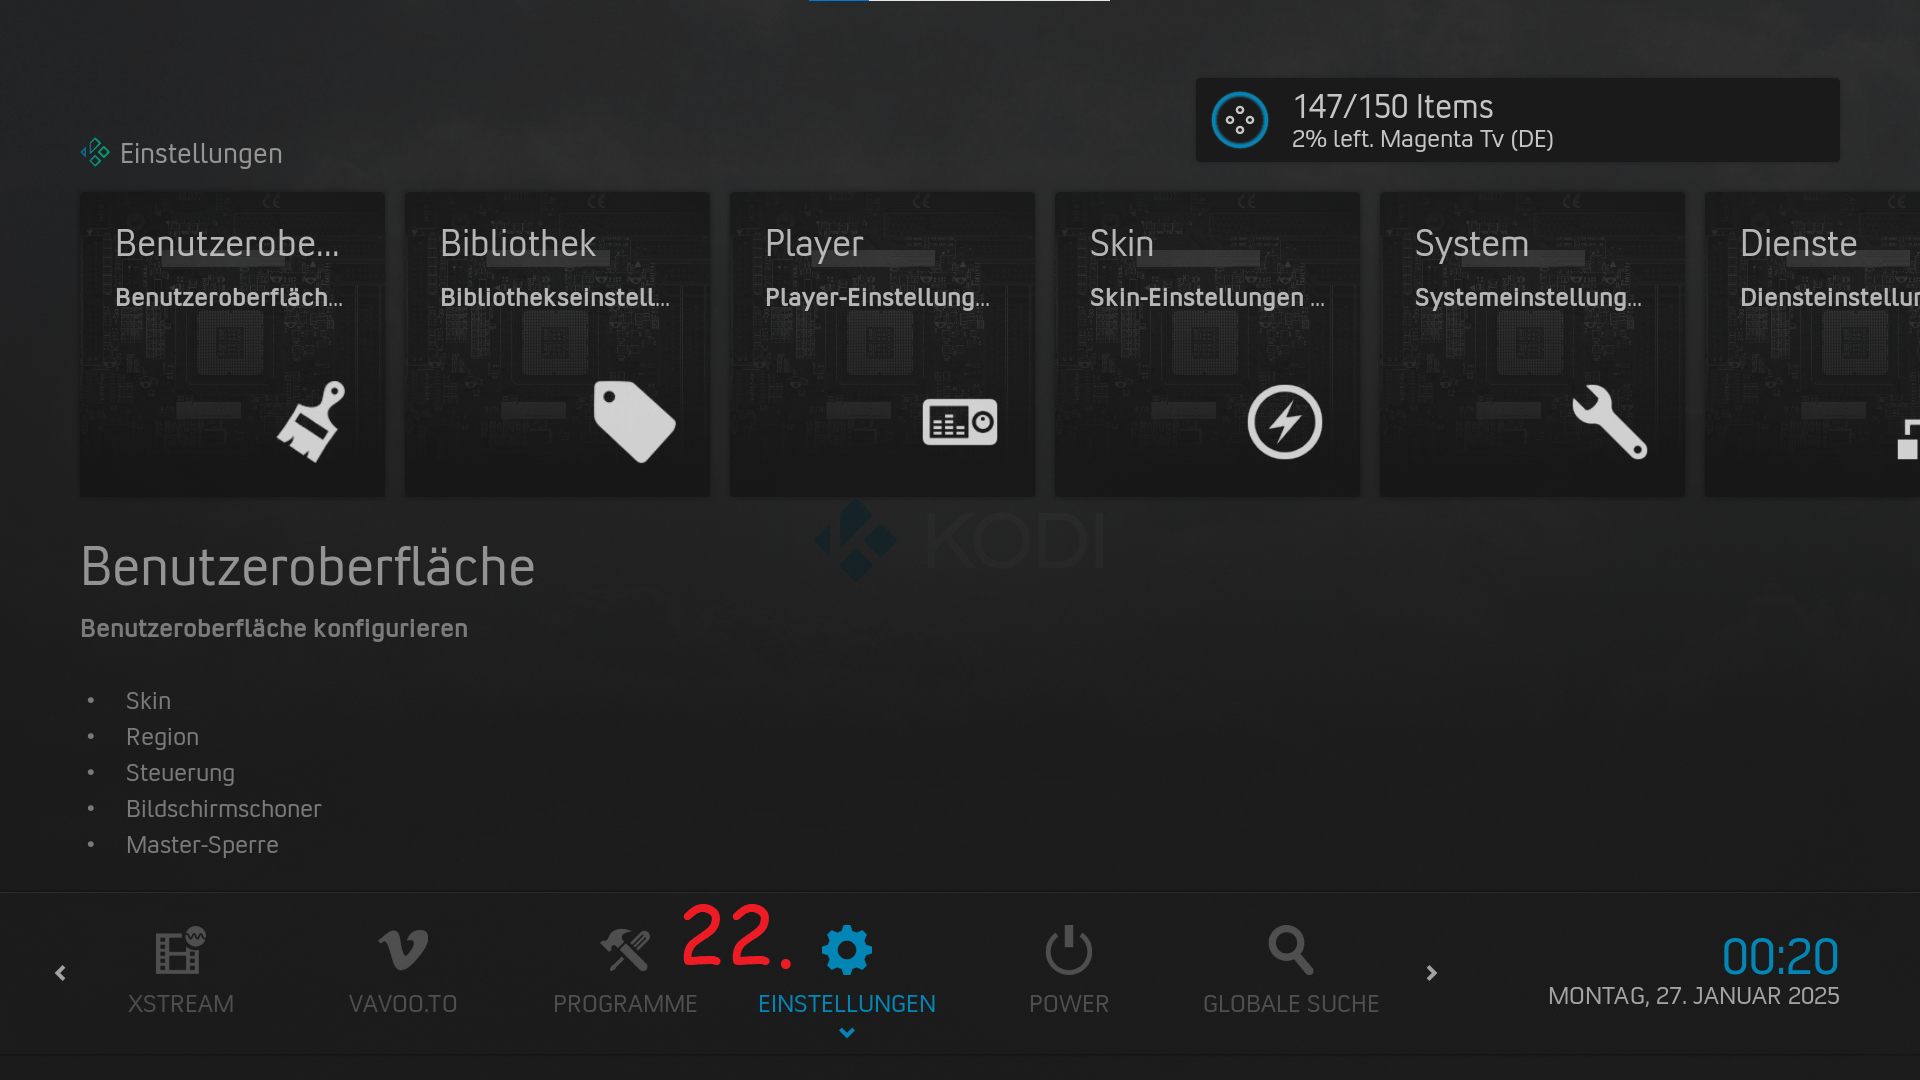 147/150 Items
2% left. Magenta Tv (DE)
Einstellungen
Benutzerobe...
Benutzeroberfläch...
Bibliothek
Bibliothekseinstell...
Player
Player-Einstellung...
Skin
Skin-Einstellungen ...
System
Systemeinstellung...
Dienste
Diensteinstellun
KODI
Benutzeroberfläche
Benutzeroberfläche konfigurieren
• Skin
• Region
• Steuerung
• Bildschirmschoner
• Master-Sperre
22.
XSTREAM
VAVOO.TO
PROGRAMME
EINSTELLUNGEN
POWER
GLOBALE SUCHE
00:20
MONTAG, 27. JANUAR 2025